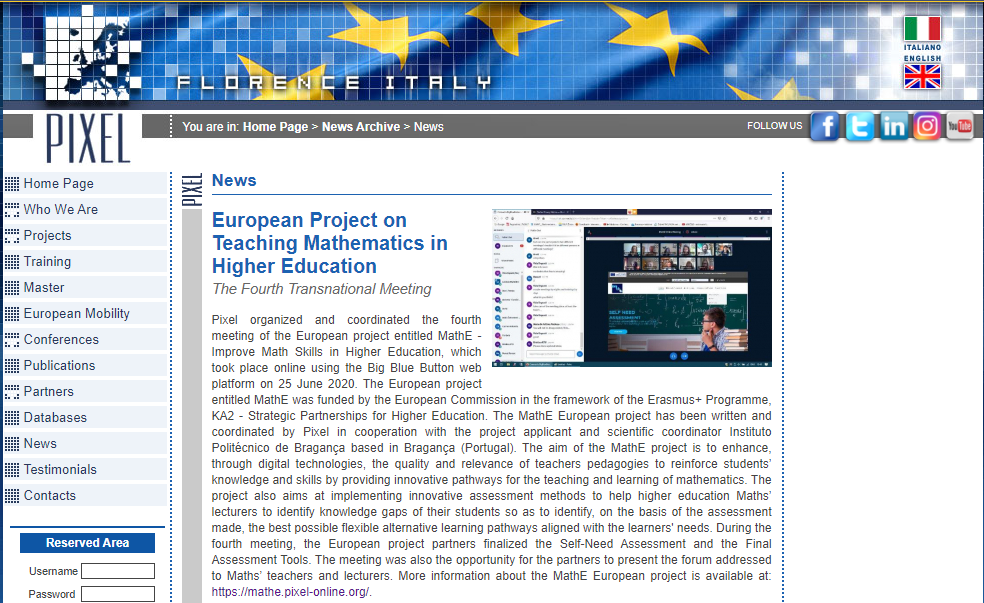 FLORENCE ITALY
ITALIANO
ENGLISH
PIXEL
You are in: Home Page > News Archive > News
FOLLOW US
You Tube
Home Page
Who We Are
Projects
Training
Master
European Mobility
Conferences
Publications
Partners
Databases
News
Testimonials
Contacts
Reserved Area
Username
Password
PIXEL
News
European Project on
Teaching Mathematics in
Higher Education
The Fourth Transnational Meeting
SELF NEED
ASSESSMENT
Pixel organized and coordinated the fourth
meeting of the European project entitled MathE -
Improve Math Skills in Higher Education, which
took place online using the Big Blue Button web
platform on 25 June 2020. The European project
entitled MathE was funded by the European Commission in the framework of the Erasmus+ Programme,
KA2 - Strategic Partnerships for Higher Education. The MathE European project has been written and
coordinated by Pixel in cooperation with the project applicant and scientific coordinator Instituto
Politécnico de Bragança based in Bragança (Portugal). The aim of the MathE project is to enhance,
through digital technologies, the quality and relevance of teachers pedagogies to reinforce students'
knowledge and skills by providing innovative pathways for the teaching and learning of mathematics. The
project also aims at implementing innovative assessment methods to help higher education Maths'
lecturers to identify knowledge gaps of their students so as to identify, on the basis of the assessment
made, the best possible flexible alternative learning pathways aligned with the learners' needs. During the
fourth meeting, the European project partners finalized the Self-Need Assessment and the Final
Assessment Tools. The meeting was also the opportunity for the partners to present the forum addressed
to Maths' teachers and lecturers. More information about the MathE European project is available at:
https://mathe.pixel-online.org/.